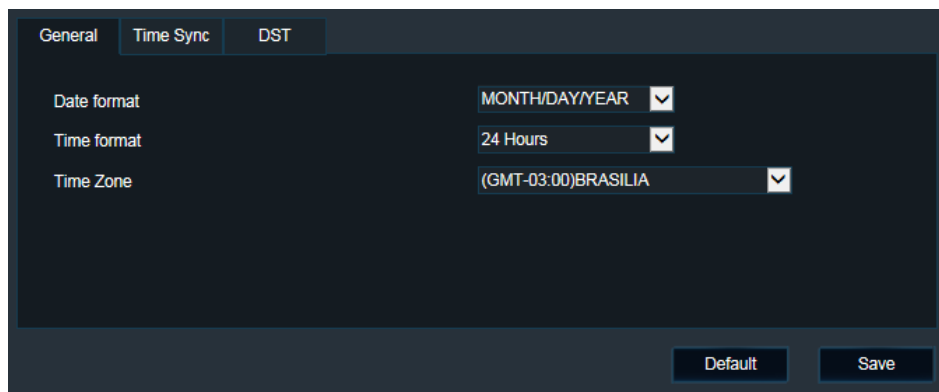 General Time Sync DST
Date format MONTH/DAY/YEAR
Time format 24 Hours
Time Zone (GMT-03:00)BRASILIA
Default Save